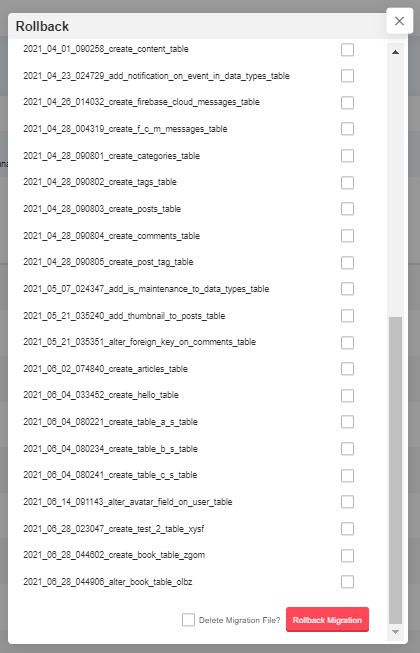 Rollback
2021_04_01_090258_create_content_table
2021_04_23_024729_add_notification_on_event_in_data_types_table
2021_04_26_014032_create_firebase_cloud_messages_table
2021_04_28_004319_create_f_c_m_messages_table
2021_04_28_090801_create_categories_table
2021_04_28_090802_create_tags_table
2021_04_28_090803_create_posts_table
2021_04_28_090804_create_comments_table
2021_04_28_090805_create_post_tag_table
2021_05_07_024347_add_is_maintenance_to_data_types_table
2021_05_21_035240_add_thumbnail_to_posts_table
2021_05_21_035351_alter_foreign_key_on_comments_table
2021_06_02_074840_create_articles_table
2021_06_04_033452_create_hello_table
2021_06_04_080221_create_table_a_s_table
2021_06_04_080234_create_table_b_s_table
2021_06_04_080241_create_table_c_s_table
2021_06_14_091143_alter_avatar_field_on_user_table
2021_06_28_023047_create_test_2_table_xysf
2021_06_28_044602_create_book_table_zgom
2021_06_28_044906_alter_book_table_olbz
Delete Migration File?
Rollback Migration